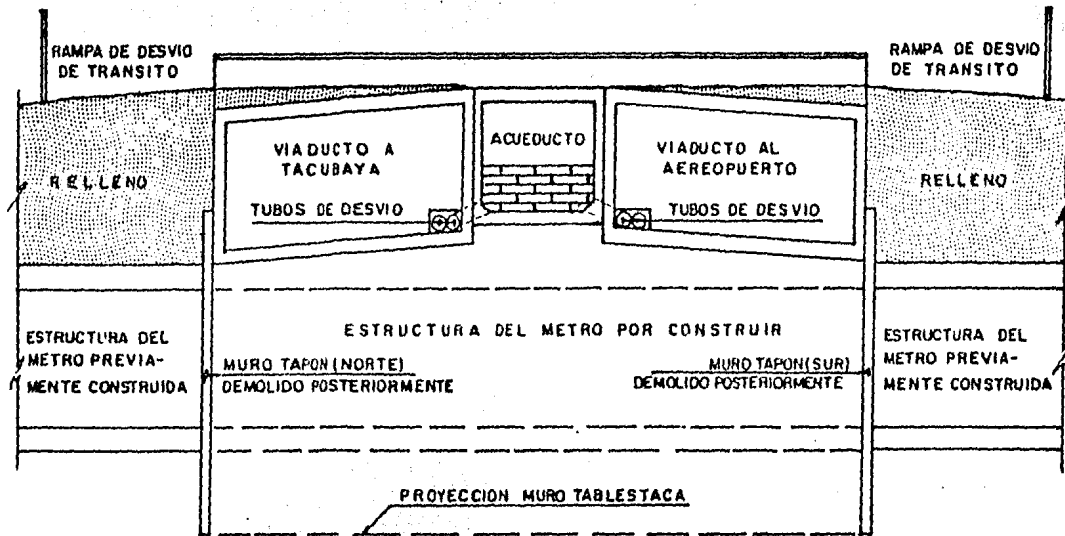 RAMPA DE DESVIO
DE TRANSITO
RAMPA DE DESVIO
DE TRANSITO
RELLENO
VIADUCTO A
TACUBAYA
TUBOS DE DESVIO
ACUEDUCTO
VIADUCTO AL
AEREOPUERTO
TUBOS DE DESVIO
RELLENO
ESTRUCTURA DEL
METRO PREVIA-
MENTE CONSTRUIDA
ESTRUCTURA DEL METRO POR CONSTRUIR
MURO TAPON (NORTE)
DEMOLIDO POSTERIORMENTE
MURO TAPON (SUR)
DEMOLIDO POSTERIORMENTE
ESTRUCTURA DEL
METRO PREVIA-
MENTE CONSTRUIDA
PROYECCION MURO TABLESTACA